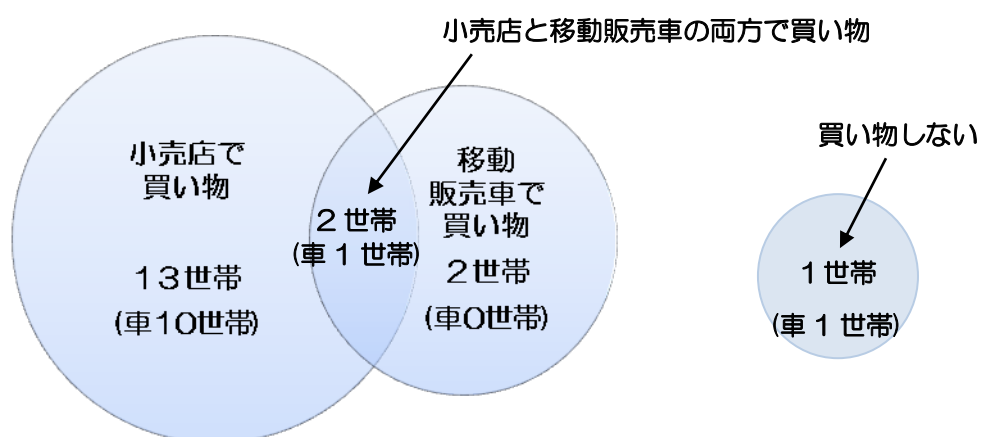 小売店と移動販売車の両方で買い物
買い物しない
小売店で
買い物
13世帯
(車10世帯)
2世帯
(車1世帯)
移動
販売車で
買い物
2世帯
(車0世帯)
1世帯
(車1世帯)